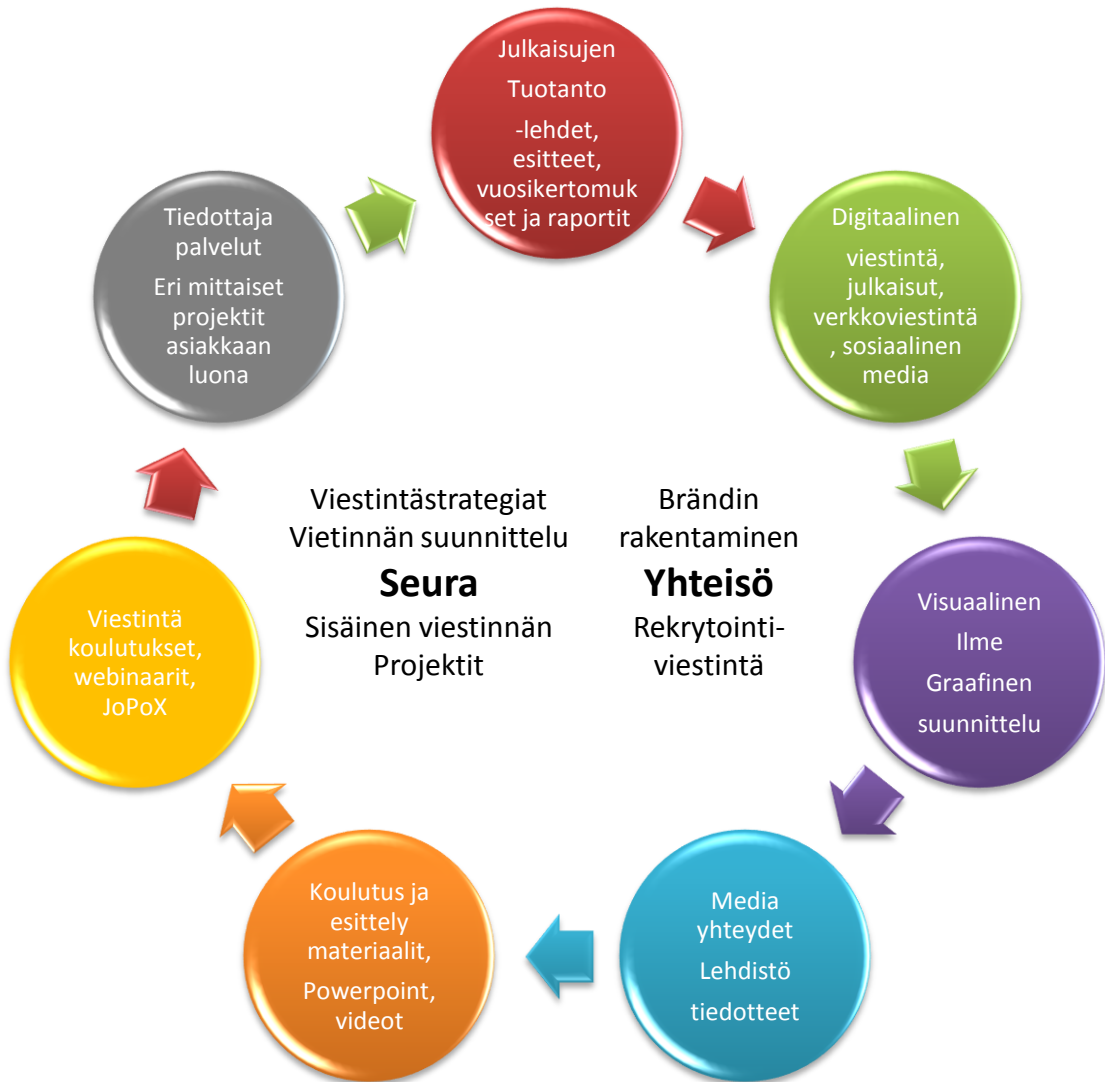 Julkaisujen
Tuotanto
-lehdet,
esitteet,
vuosikertomuk
set ja raportit
Digitaalinen
viestintä,
julkaisut,
verkkoviestintä
, sosiaalinen
media
Visuaalinen
Ilme
Graafinen
suunnittelu
Media
yhteydet
Lehdistö
tiedotteet
Koulutus ja
esittely
materiaalit,
Powerpoint,
videot
Viestintä
koulutukset,
webinaarit,
JoPoX
Tiedottaja
palvelut
Eri mittaiset
projektit
asiakkaan
luona
Viestintästrategiat
Vietinnän suunnittelu
Seura
Sisäinen viestinnän
Projektit
Brändin
rakentaminen
Yhteisö
Rekrytointi-
viestintä